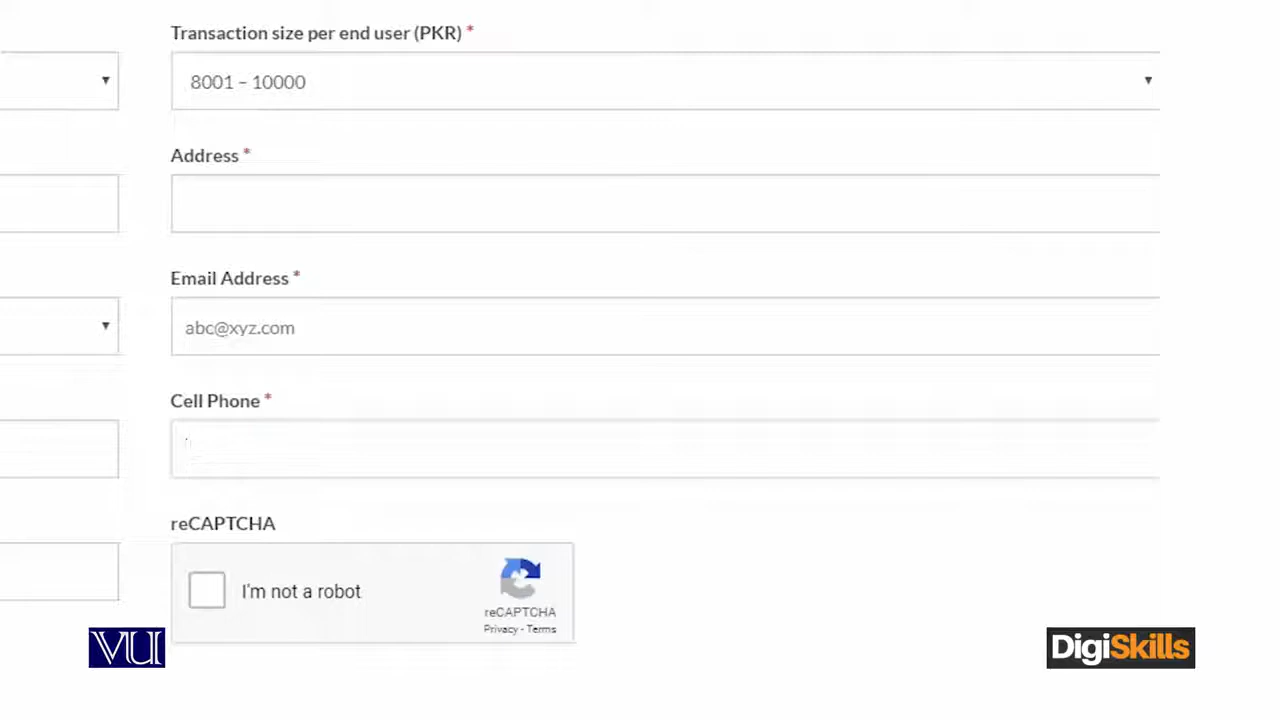 Transaction size per end user (PKR) *
8001 – 10000
Address *
Email Address *
abc@xyz.com
Cell Phone *
reCAPTCHA
I'm not a robot
reCAPTCHA
Privacy - Terms
VU
DigiSkills